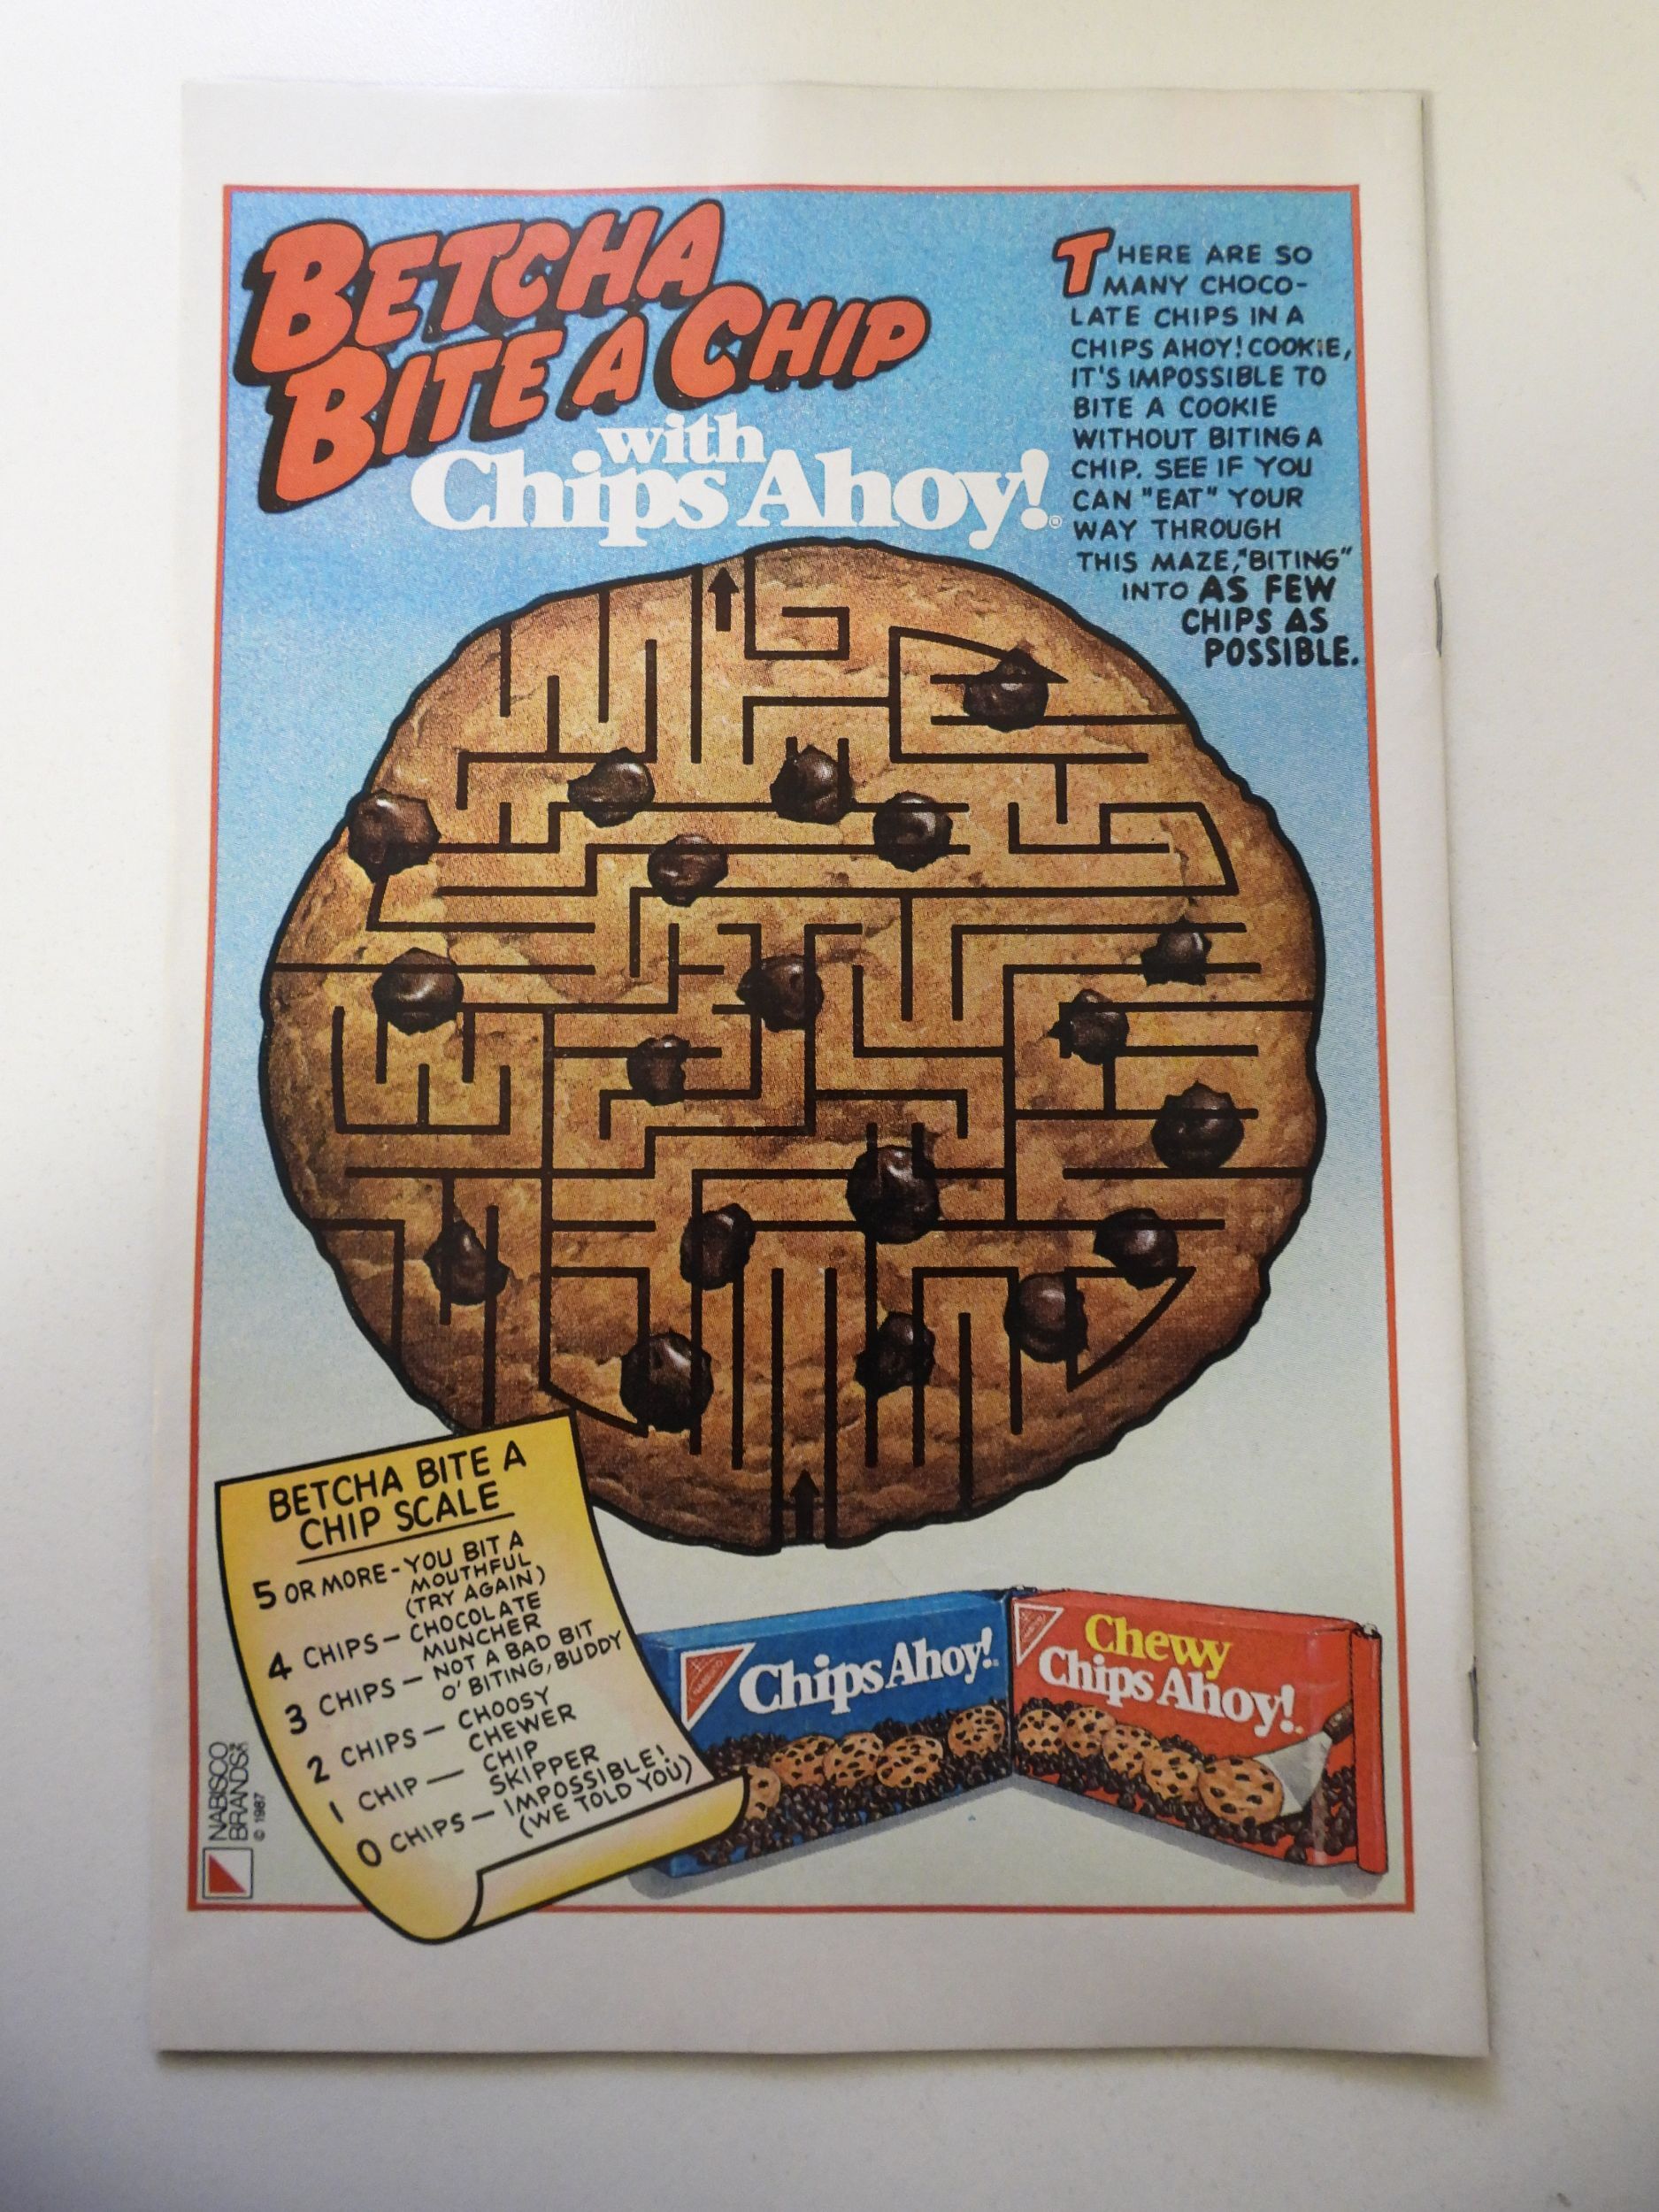 BETCHA
BITE A CHIP
with
Chips Ahoy!®
THERE ARE SO
MANY CHOCO-
LATE CHIPS IN A
CHIPS AHOY! COOKIE,
IT'S IMPOSSIBLE TO
BITE A COOKIE
WITHOUT BITING A
CHIP. SEE IF YOU
CAN "EAT" YOUR
WAY THROUGH
THIS MAZE, "BITING"
INTO AS FEW
CHIPS AS
POSSIBLE.
BETCHA BITE A
CHIP SCALE
5 OR MORE - YOU BIT A
MOUTHFUL
(TRY AGAIN)
4 CHIPS - CHOCOLATE
MUNCHER
3 CHIPS - NOT A BAD BIT
O' BITING, BUDDY
2 CHIPS - CHOOSY
CHEWER
1 CHIP - CHIP
SKIPPER
0 CHIPS - IMPOSSIBLE!
(WE TOLD YOU)
NABISCO
BRANDS
© 1987
NABISCO
Chips Ahoy!
NABISCO
Chewy
Chips Ahoy!